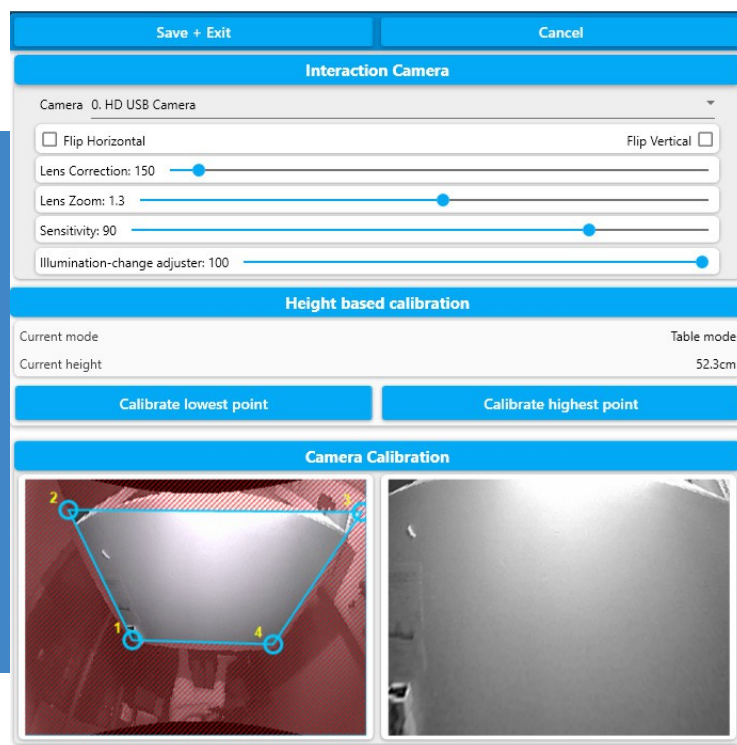 Save + Exit
Cancel
Interaction Camera
Camera 0. HD USB Camera
Flip Horizontal
Flip Vertical
Lens Correction: 150
Lens Zoom: 1.3
Sensitivity: 90
Illumination-change adjuster: 100
Height based calibration
Current mode
Table mode
Current height
52.3cm
Calibrate lowest point
Calibrate highest point
Camera Calibration
2
3
1
4